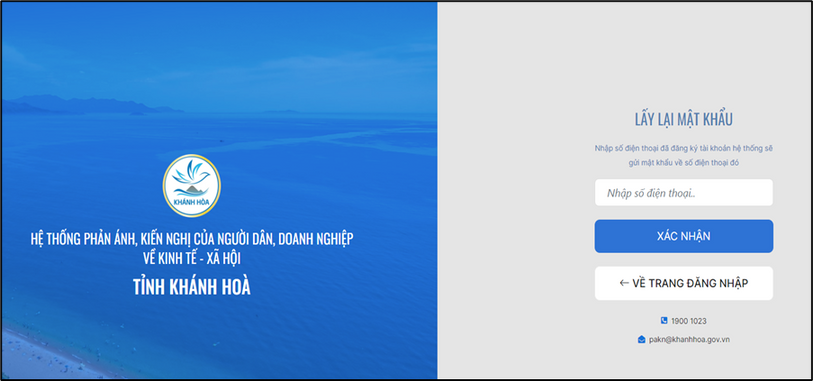 KHÁNH HÒA
HỆ THỐNG PHẢN ÁNH, KIẾN NGHỊ CỦA NGƯỜI DÂN, DOANH NGHIỆP
VỀ KINH TẾ - XÃ HỘI
TỈNH KHÁNH HOÀ
LẤY LẠI MẬT KHẨU
Nhập số điện thoại đã đăng ký tài khoản hệ thống sẽ
gửi mật khẩu về số điện thoại đó
Nhập số điện thoại..
XÁC NHẬN
← VỀ TRANG ĐĂNG NHẬP
1900 1023
pakn@khanhhoa.gov.vn